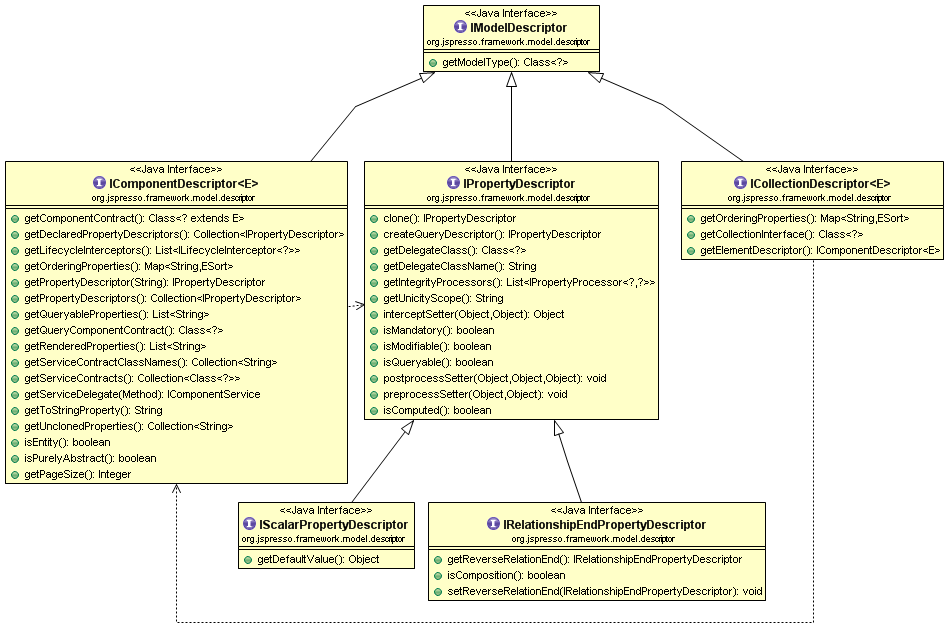 <<Java Interface>>
IModelDescriptor
org.jspresso.framework.model.descriptor
getModelType(): Class<?>
<<Java Interface>>
IComponentDescriptor<E>
org.jspresso.framework.model.descriptor
getComponentContract(): Class<? extends E>
getDeclaredPropertyDescriptors(): Collection<IPropertyDescriptor>
getLifecycleInterceptors(): List<ILifecycleInterceptor<?>>
getOrderingProperties(): Map<String,ESort>
getPropertyDescriptor(String): IPropertyDescriptor
getPropertyDescriptors(): Collection<IPropertyDescriptor>
getQueryableProperties(): List<String>
getQueryComponentContract(): Class<?>
getRenderedProperties(): List<String>
getServiceContractClassNames(): Collection<String>
getServiceContracts(): Collection<Class<?>>
getServiceDelegate(Method): IComponentService
getToStringProperty(): String
getUnclonedProperties(): Collection<String>
isEntity(): boolean
isPurelyAbstract(): boolean
getPageSize(): Integer
<<Java Interface>>
IPropertyDescriptor
org.jspresso.framework.model.descriptor
clone(): IPropertyDescriptor
createQueryDescriptor(): IPropertyDescriptor
getDelegateClass(): Class<?>
getDelegateClassName(): String
getIntegrityProcessors(): List<IPropertyProcessor<?,?>>
getUnicityScope(): String
interceptSetter(Object,Object): Object
isMandatory(): boolean
isModifiable(): boolean
isQueryable(): boolean
postprocessSetter(Object,Object,Object): void
preprocessSetter(Object,Object): void
isComputed(): boolean
<<Java Interface>>
ICollectionDescriptor<E>
org.jspresso.framework.model.descriptor
getOrderingProperties(): Map<String,ESort>
getCollectionInterface(): Class<?>
getElementDescriptor(): IComponentDescriptor<E>
<<Java Interface>>
IScalarPropertyDescriptor
org.jspresso.framework.model.descriptor
getDefaultValue(): Object
<<Java Interface>>
IRelationshipEndPropertyDescriptor
org.jspresso.framework.model.descriptor
getReverseRelationEnd(): IRelationshipEndPropertyDescriptor
isComposition(): boolean
setReverseRelationEnd(IRelationshipEndPropertyDescriptor): void